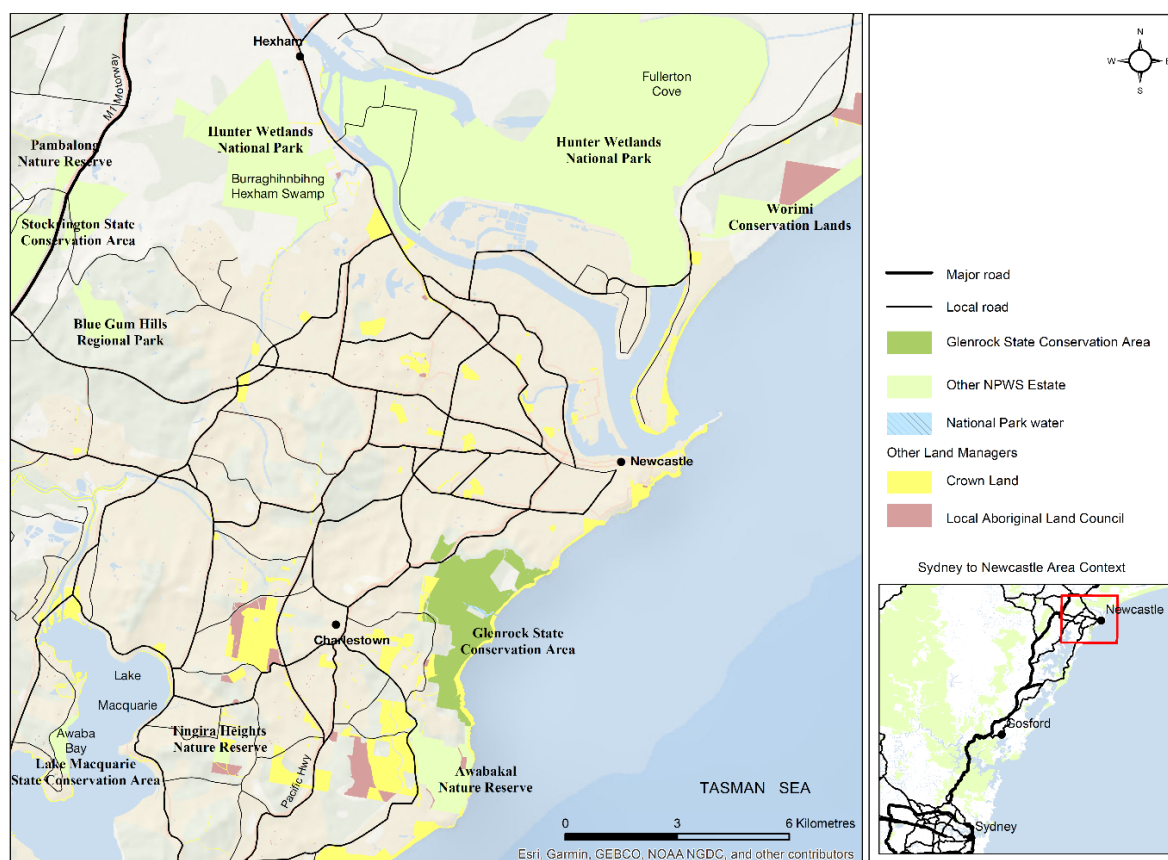 Hexham
M1 Motorway
Fullerton
Cove
Hunter Wetlands
National Park
Hunter Wetlands
National Park
Pambalong
Nature Reserve
Burraghihnbihng
Hexham Swamp
Worimi
Conservation Lands
Stockrington State
Conservation Area
Blue Gum Hills
Regional Park
Newcastle
Charlestown
Glenrock State
Conservation Area
Lake
Macquarie
Tingira Heights
Nature Reserve
Awaba
Bay
Lake Macquarie
State Conservation Area
Pacific Hwy
Awabakal
Nature Reserve
TASMAN SEA
0 3 6 Kilometres
Esri, Garmin, GEBCO, NOAA NGDC, and other contributors
N
W E
S
Major road
Local road
Glenrock State Conservation Area
Other NPWS Estate
National Park water
Other Land Managers
Crown Land
Local Aboriginal Land Council
Sydney to Newcastle Area Context
Newcastle
Gosford
Sydney